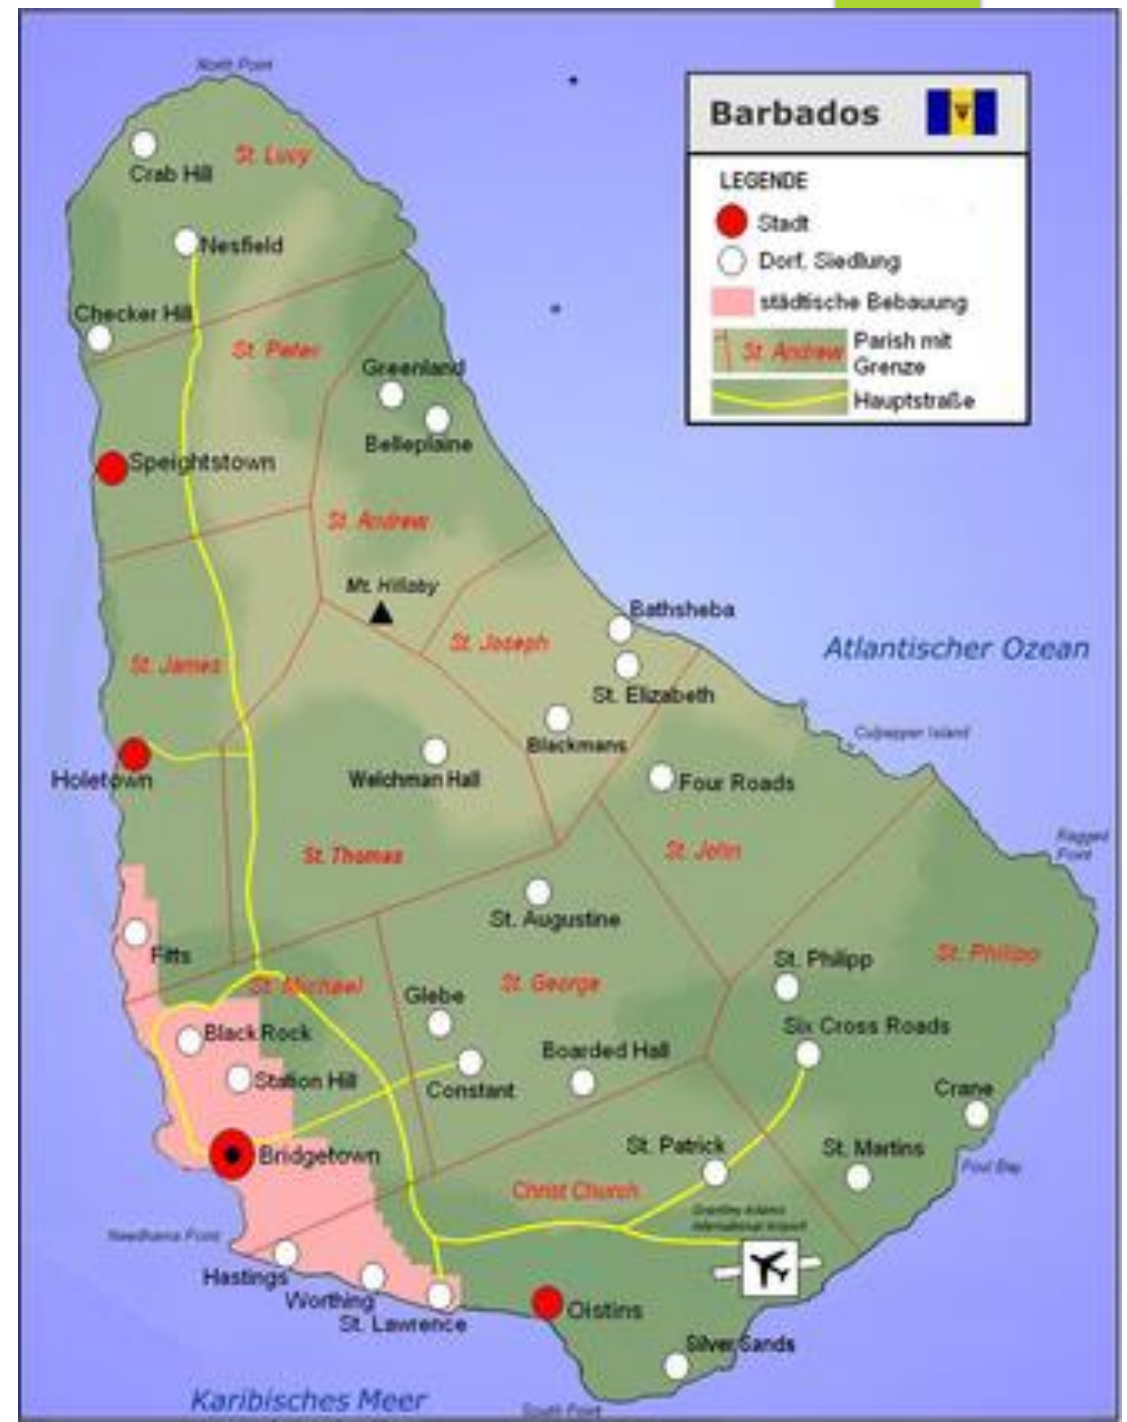 North Point
Barbados
LEGENDE
Stadt
Dorf, Siedlung
städtische Bebauung
St. Andrew
Parish mit
Grenze
Hauptstraße
St. Lucy
Crab Hill
Nesfield
Checker Hill
St. Peter
Greenland
Belleplaine
Speightstown
St. Andrew
Mt. Hillaby
Bathsheba
St. Joseph
Atlantischer Ozean
St. James
St. Elizabeth
Blackmans
Culpepper Island
Holetown
Welchman Hall
Four Roads
Ragged
Point
St. Thomas
St. John
St. Augustine
Fitts
St. Philipp
St. Philipp
St. Michael
St. George
Glebe
Six Cross Roads
Black Rock
Boarded Hall
Station Hill
Constant
Crane
Bridgetown
St. Patrick
St. Martins
Foul Bay
Christ Church
Grantley Adams
International Airport
Needhams Point
Hastings
Worthing
St. Lawrence
Oistins
Silver Sands
Karibisches Meer
South Point